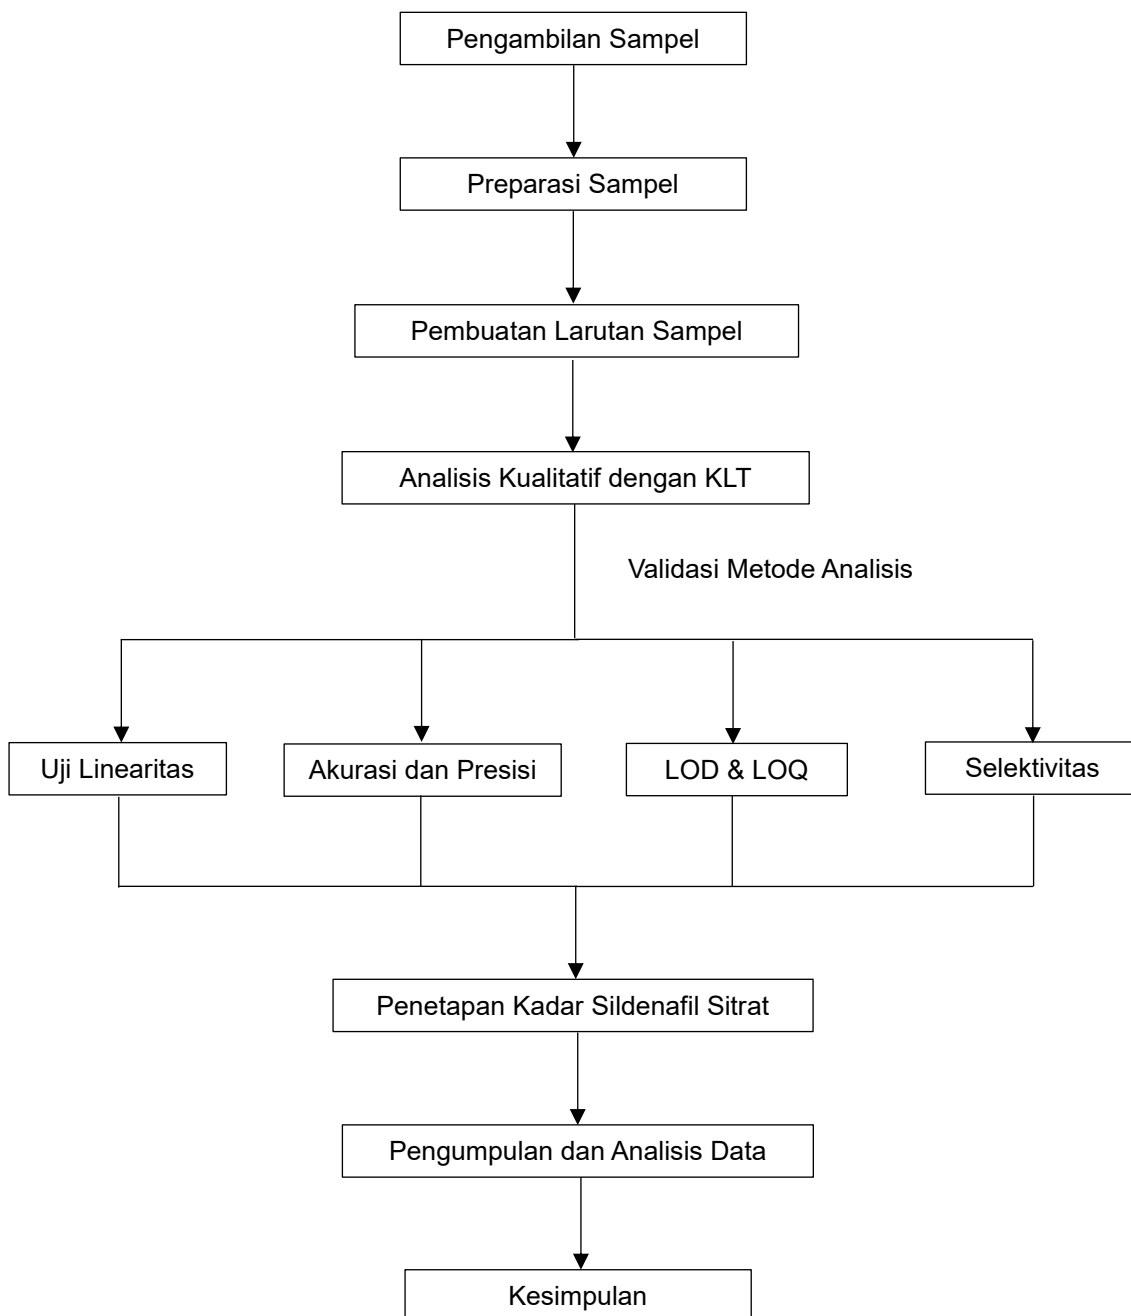 Pengambilan Sampel
Preparasi Sampel
Pembuatan Larutan Sampel
Analisis Kualitatif dengan KLT
Validasi Metode Analisis
Uji Linearitas
Akurasi dan Presisi
LOD & LOQ
Selektivitas
Penetapan Kadar Sildenafil Sitrat
Pengumpulan dan Analisis Data
Kesimpulan